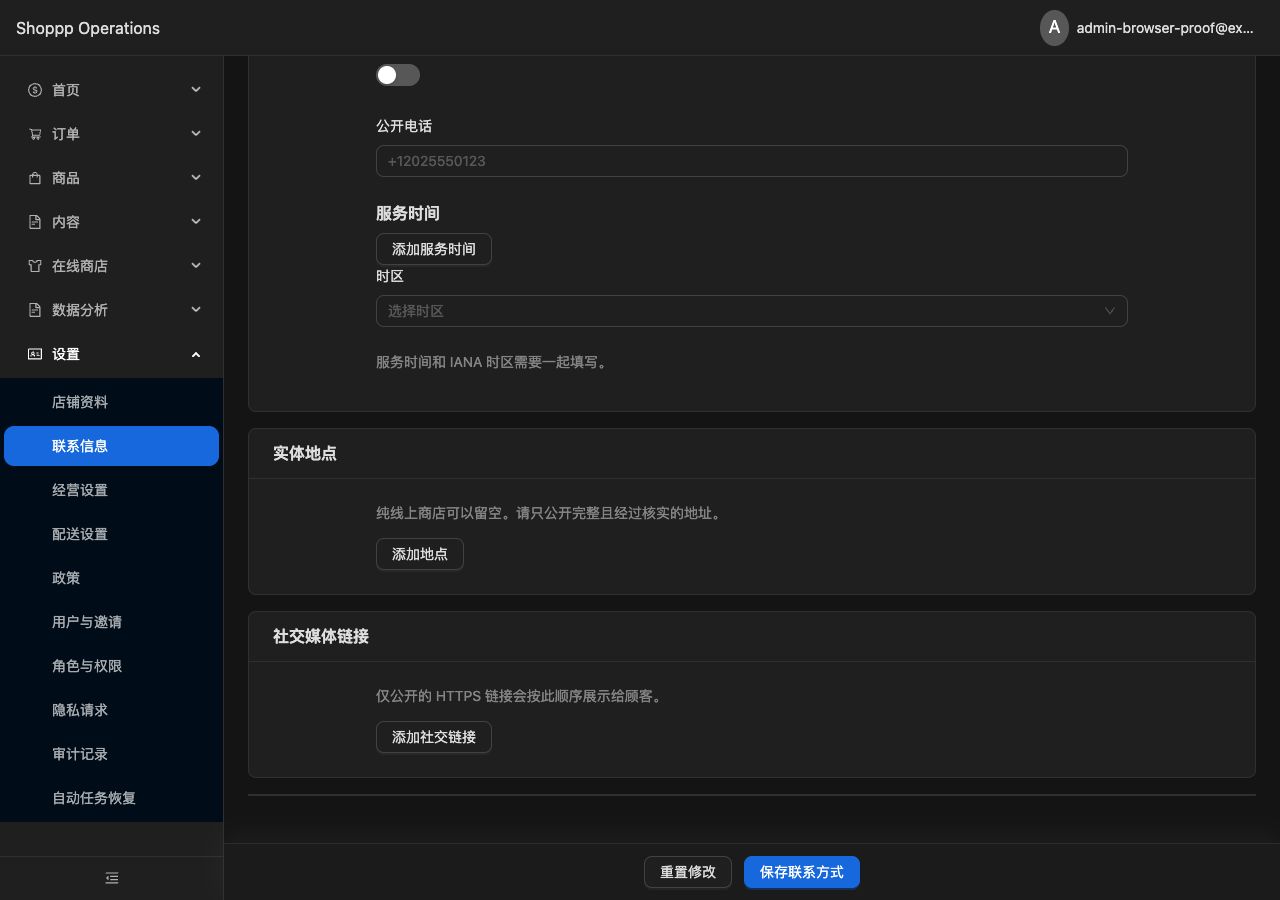 Shoppp Operations
A
admin-browser-proof@ex...
首页
订单
商品
内容
在线商店
数据分析
设置
店铺资料
联系信息
经营设置
配送设置
政策
用户与邀请
角色与权限
隐私请求
审计记录
自动任务恢复
公开电话
+12025550123
服务时间
添加服务时间
时区
选择时区
服务时间和 IANA 时区需要一起填写。
实体地点
纯线上商店可以留空。请只公开完整且经过核实的地址。
添加地点
社交媒体链接
仅公开的 HTTPS 链接会按此顺序展示给顾客。
添加社交链接
重置修改
保存联系方式